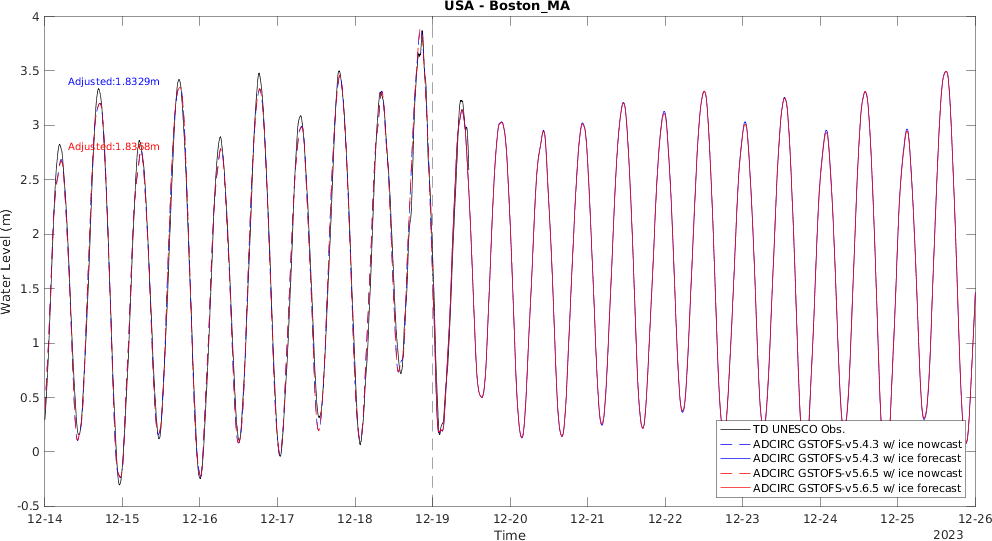 USA - Boston_MA
4
3.5
3
2.5
2
1.5
1
0.5
0
-0.5
Water Level (m)
Adjusted:1.8329m
Adjusted:1.8368m
TD UNESCO Obs.
ADCIRC GSTOFS-v5.4.3 w/ ice nowcast
ADCIRC GSTOFS-v5.4.3 w/ ice forecast
ADCIRC GSTOFS-v5.6.5 w/ ice nowcast
ADCIRC GSTOFS-v5.6.5 w/ ice forecast
12-14 12-15 12-16 12-17 12-18 12-19 12-20 12-21 12-22 12-23 12-24 12-25 12-26
Time
2023